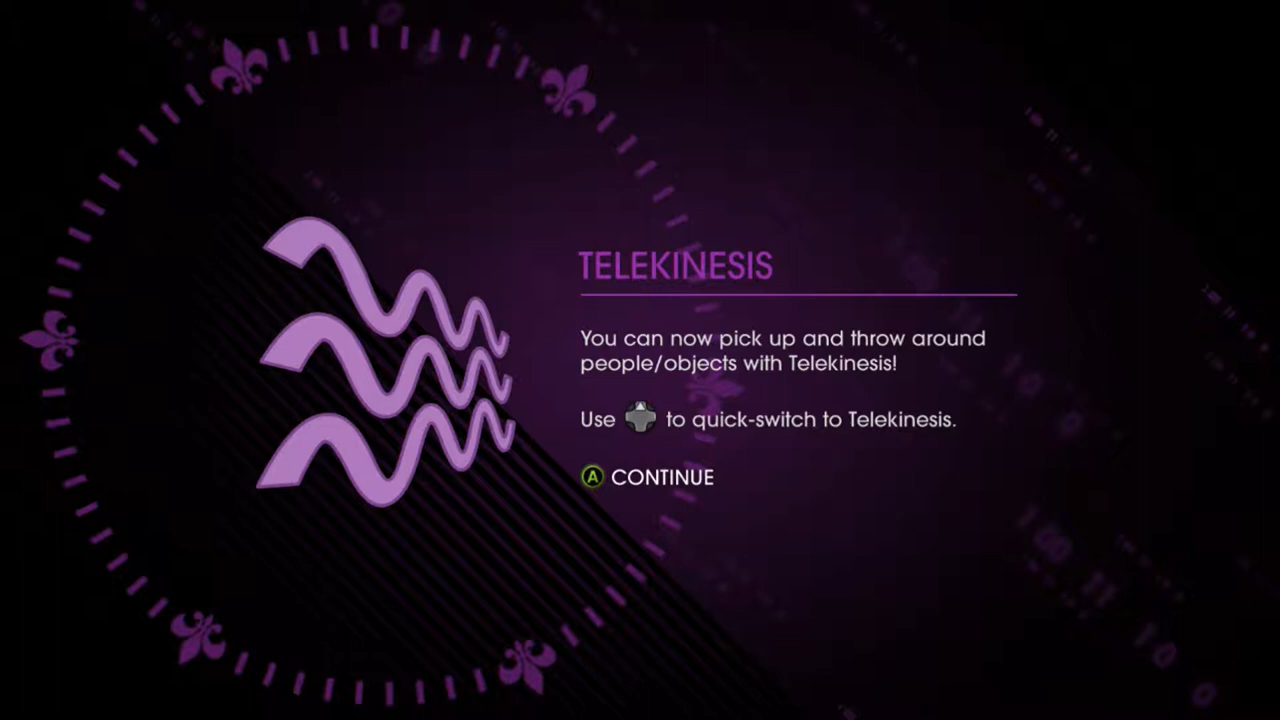 TELEKINESIS
You can now pick up and throw around
people/objects with Telekinesis!
Use to quick-switch to Telekinesis.
A CONTINUE